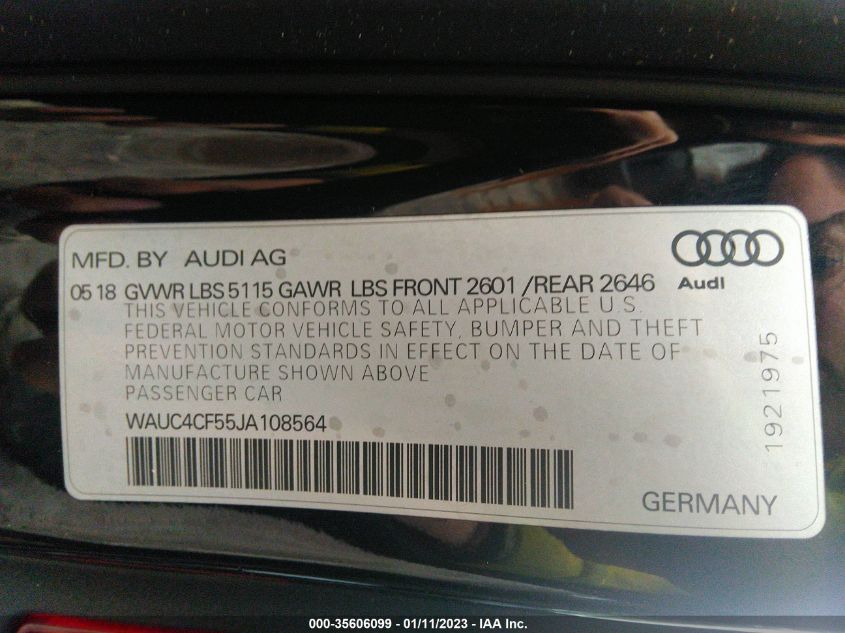 MFD. BY AUDI AG
Audi
05 18 GVWR LBS 5115 GAWR LBS FRONT 2601 /REAR 2646
THIS VEHICLE CONFORMS TO ALL APPLICABLE U.S.
FEDERAL MOTOR VEHICLE SAFETY, BUMPER AND THEFT
PREVENTION STANDARDS IN EFFECT ON THE DATE OF
MANUFACTURE SHOWN ABOVE
PASSENGER CAR
WAUC4CF55JA108564
1921975
GERMANY
000-35606099 - 01/11/2023 - IAA Inc.